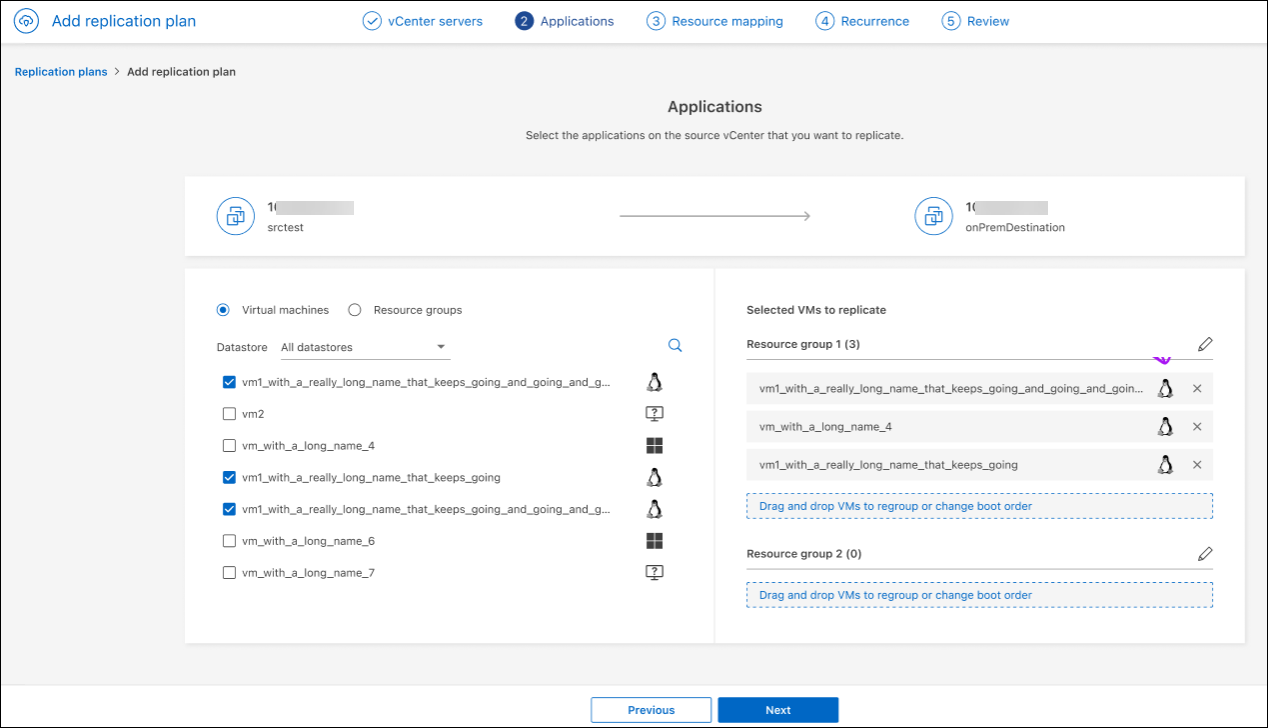 Add replication plan
vCenter servers
2 Applications
3 Resource mapping
4 Recurrence
5 Review
Replication plans > Add replication plan
Applications
Select the applications on the source vCenter that you want to replicate.
srctest
onPremDestination
Virtual machines
Resource groups
Datastore All datastores
vm1_with_a_really_long_name_that_keeps_going_and_going_and_g...
vm2
vm_with_a_long_name_4
vm1_with_a_really_long_name_that_keeps_going
vm1_with_a_really_long_name_that_keeps_going_and_going_and_g...
vm_with_a_long_name_6
vm_with_a_long_name_7
Selected VMs to replicate
Resource group 1 (3)
vm1_with_a_really_long_name_that_keeps_going_and_going_and_goin...
vm_with_a_long_name_4
vm1_with_a_really_long_name_that_keeps_going
Drag and drop VMs to regroup or change boot order
Resource group 2 (0)
Drag and drop VMs to regroup or change boot order
Previous
Next